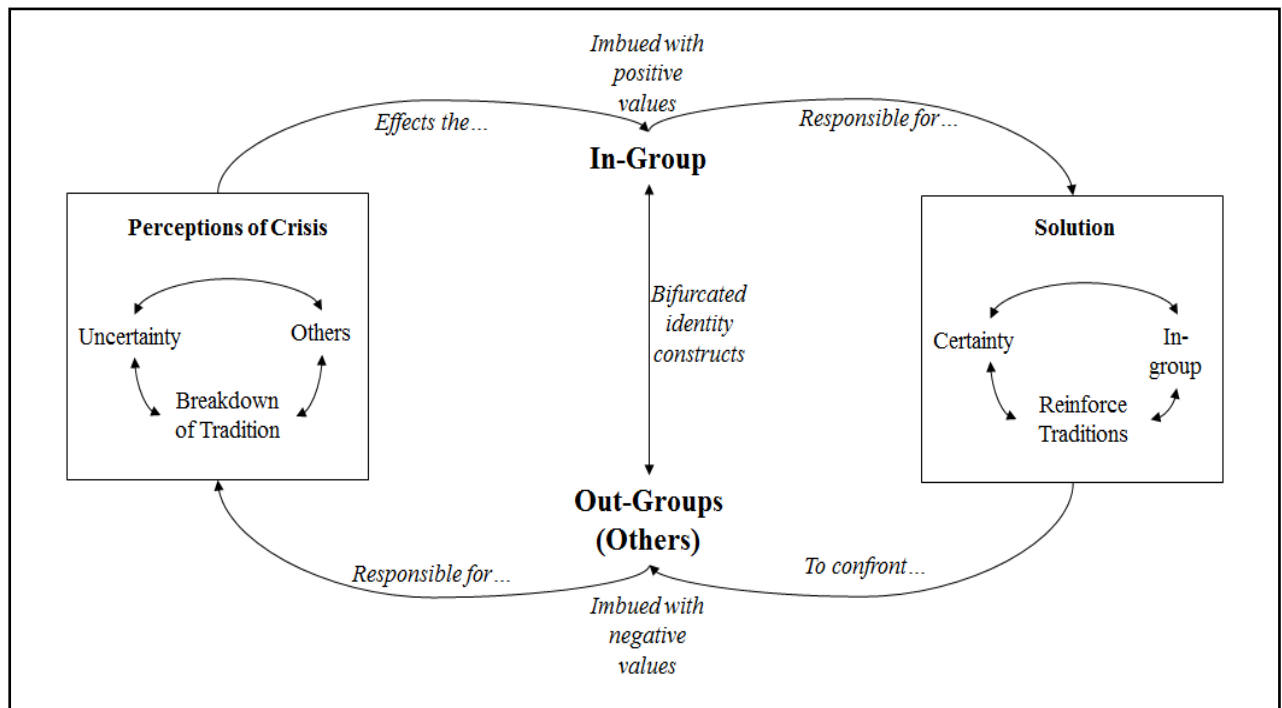 Imbued with
positive
values
Effects the…
Responsible for…
In-Group
Perceptions of Crisis
Uncertainty
Others
Breakdown
of Tradition
Bifurcated
identity
constructs
Solution
Certainty
In-
group
Reinforce
Traditions
Out-Groups
(Others)
Responsible for…
To confront…
Imbued with
negative
values